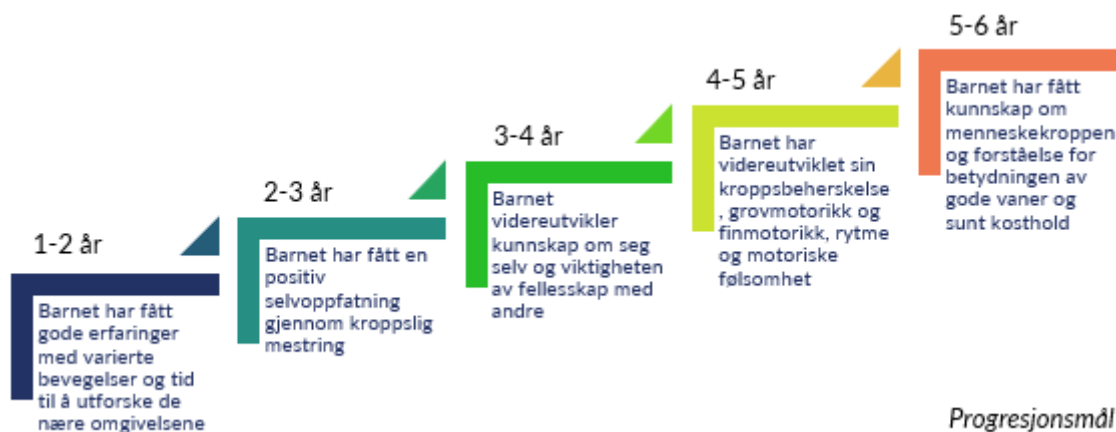 1-2 år
Barnet har fått
gode erfaringer
med varierte
bevegelser og tid
til å utforske de
nære omgivelsene
2-3 år
Barnet har fått en
positiv
selvoppfatning
gjennom kroppslig
mestring
3-4 år
Barnet
videreutvikler
kunnskap om seg
selv og viktigheten
av fellesskap med
andre
4-5 år
Barnet har
videreutviklet sin
kroppsbeherskelse
, grovmotorikk og
finmotorikk, rytme
og motoriske
følsomhet
5-6 år
Barnet har fått
kunnskap om
menneskekroppen
og forståelse for
betydningen av
gode vaner og
sunt kosthold
Progresjonsmål